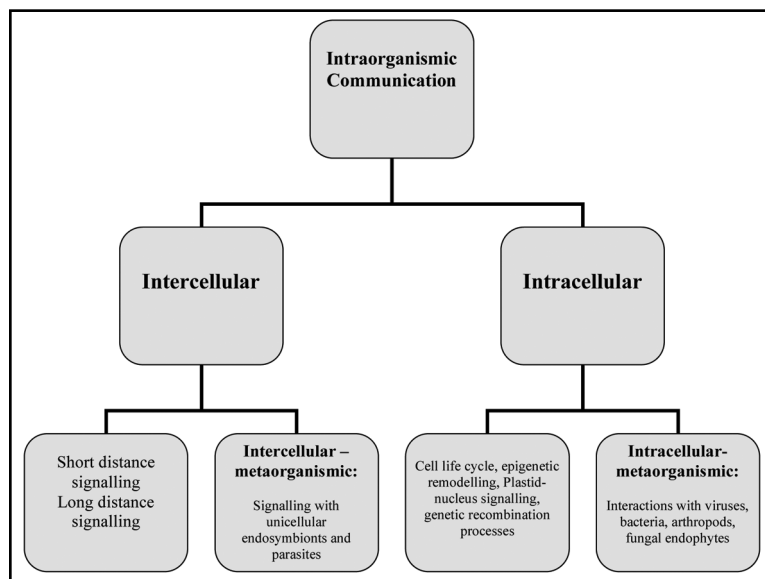 Intraorganismic
Communication
Intercellular
Intracellular
Short distance
signalling
Long distance
signalling
Intercellular –
metaorganismic:
Signalling with
unicellular
endosymbionts and
parasites
Cell life cycle, epigenetic
remodelling, Plastid-
nucleus signalling,
genetic recombination
processes
Intracellular-
metaorganismic:
Interactions with viruses,
bacteria, arthropods,
fungal endophytes